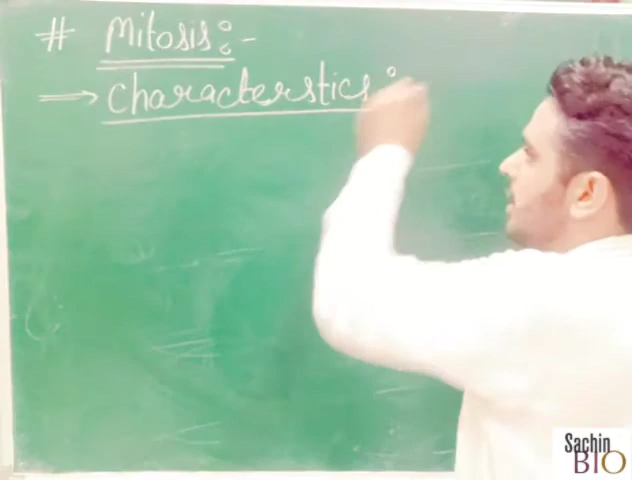 # Mitosis:-
→ Characterstics:
Sachin
BIO